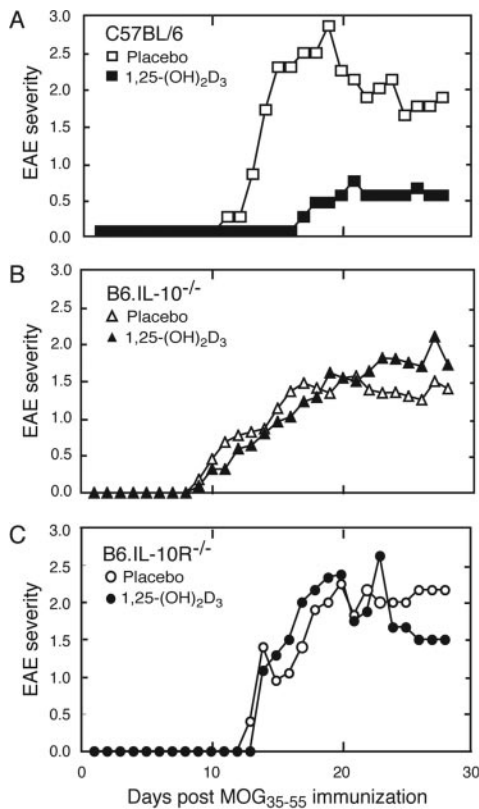 A
C57BL/6
Placebo
1,25-(OH)₂D₃
EAE severity
3.0
2.5
2.0
1.5
1.0
0.5
0.0
B
B6.IL-10⁻/⁻
Placebo
1,25-(OH)₂D₃
EAE severity
3.0
2.5
2.0
1.5
1.0
0.5
0.0
C
B6.IL-10R⁻/⁻
Placebo
1,25-(OH)₂D₃
EAE severity
3.0
2.5
2.0
1.5
1.0
0.5
0.0
0 10 20 30
Days post MOG₃₅₋₅₅ immunization